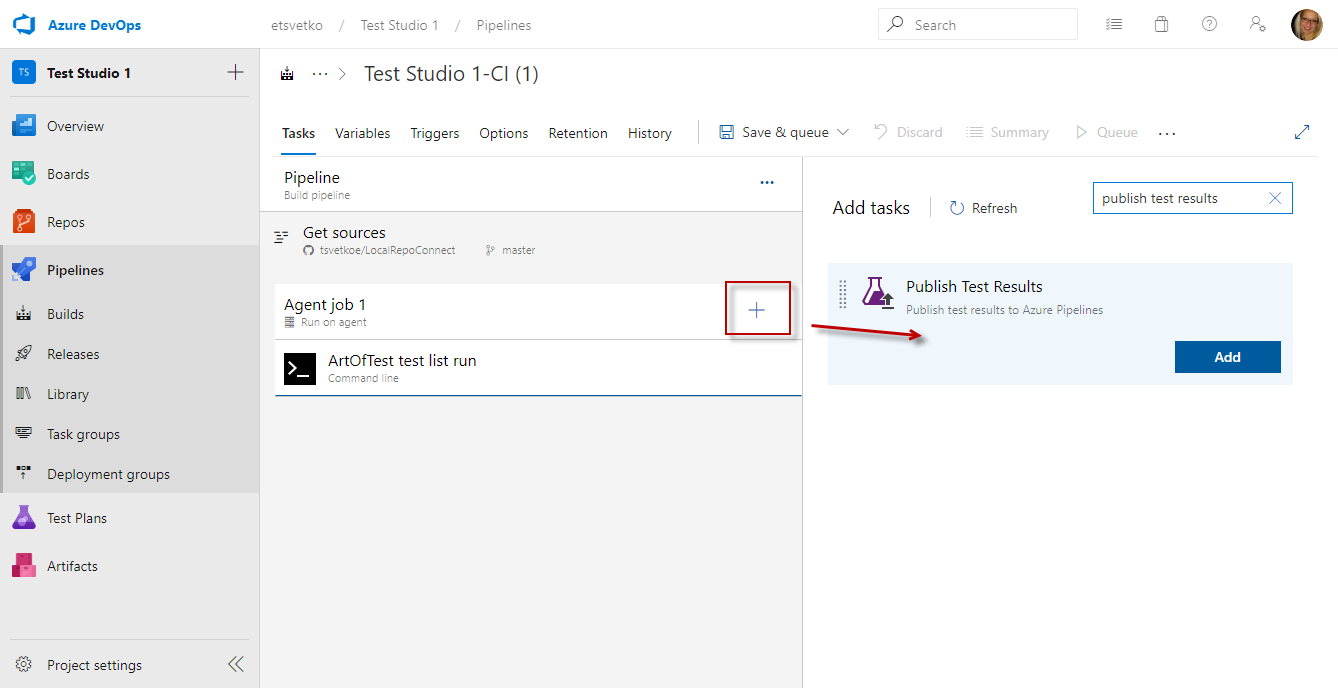 Azure DevOps
etsvetko / Test Studio 1 / Pipelines
Search
TS Test Studio 1
Overview
Boards
Repos
Pipelines
Builds
Releases
Library
Task groups
Deployment groups
Test Plans
Artifacts
Project settings
··· > Test Studio 1-CI (1)
Tasks Variables Triggers Options Retention History
Save & queue Discard Summary Queue ···
Pipeline ···
Build pipeline
Get sources
tsvetkoe/LocalRepoConnect master
Agent job 1
Run on agent
ArtOfTest test list run
Command line
Add tasks Refresh
publish test results
Publish Test Results
Publish test results to Azure Pipelines
Add